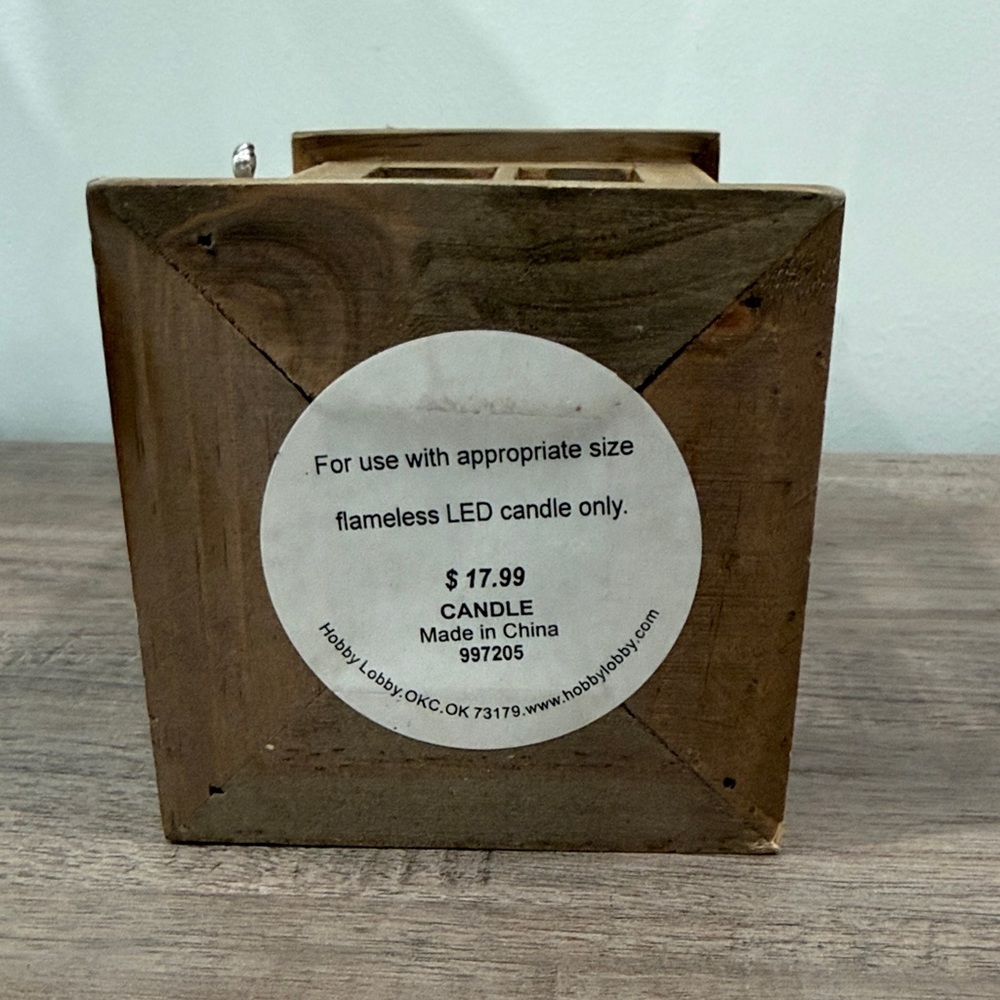 For use with appropriate size
flameless LED candle only.
$ 17.99
CANDLE
Made in China
997205
Hobby Lobby.OKC.OK 73179.www.hobbylobby.com